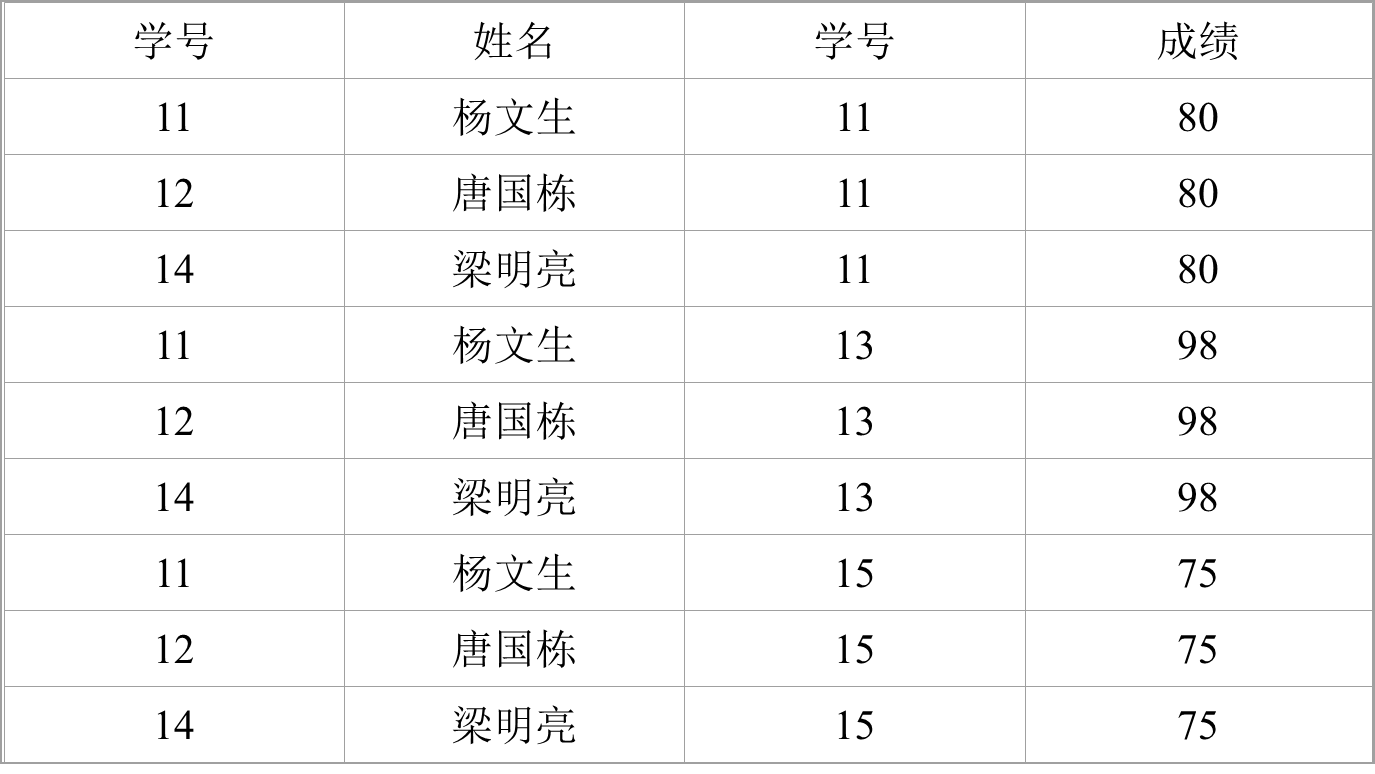 学号 姓名 学号 成绩
11 杨文生 11 80
12 唐国栋 11 80
14 梁明亮 11 80
11 杨文生 13 98
12 唐国栋 13 98
14 梁明亮 13 98
11 杨文生 15 75
12 唐国栋 15 75
14 梁明亮 15 75